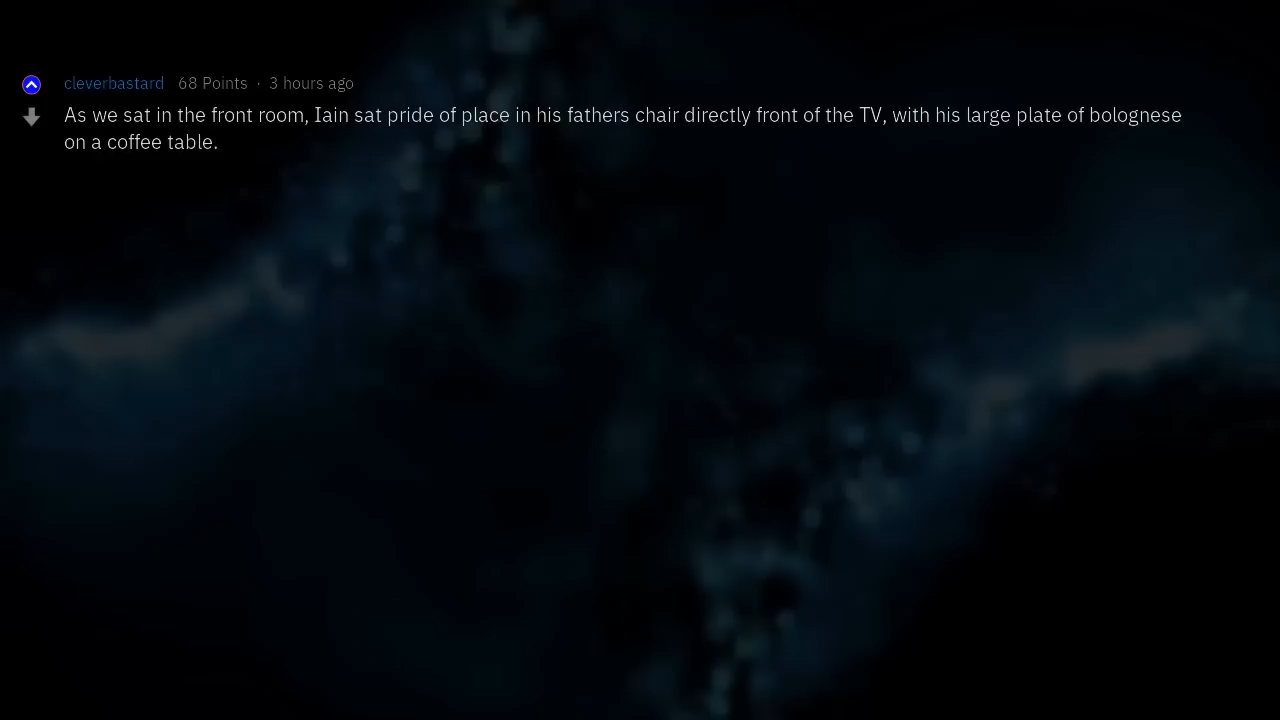 cleverbastard 68 Points · 3 hours ago
As we sat in the front room, Iain sat pride of place in his fathers chair directly front of the TV, with his large plate of bolognese
on a coffee table.